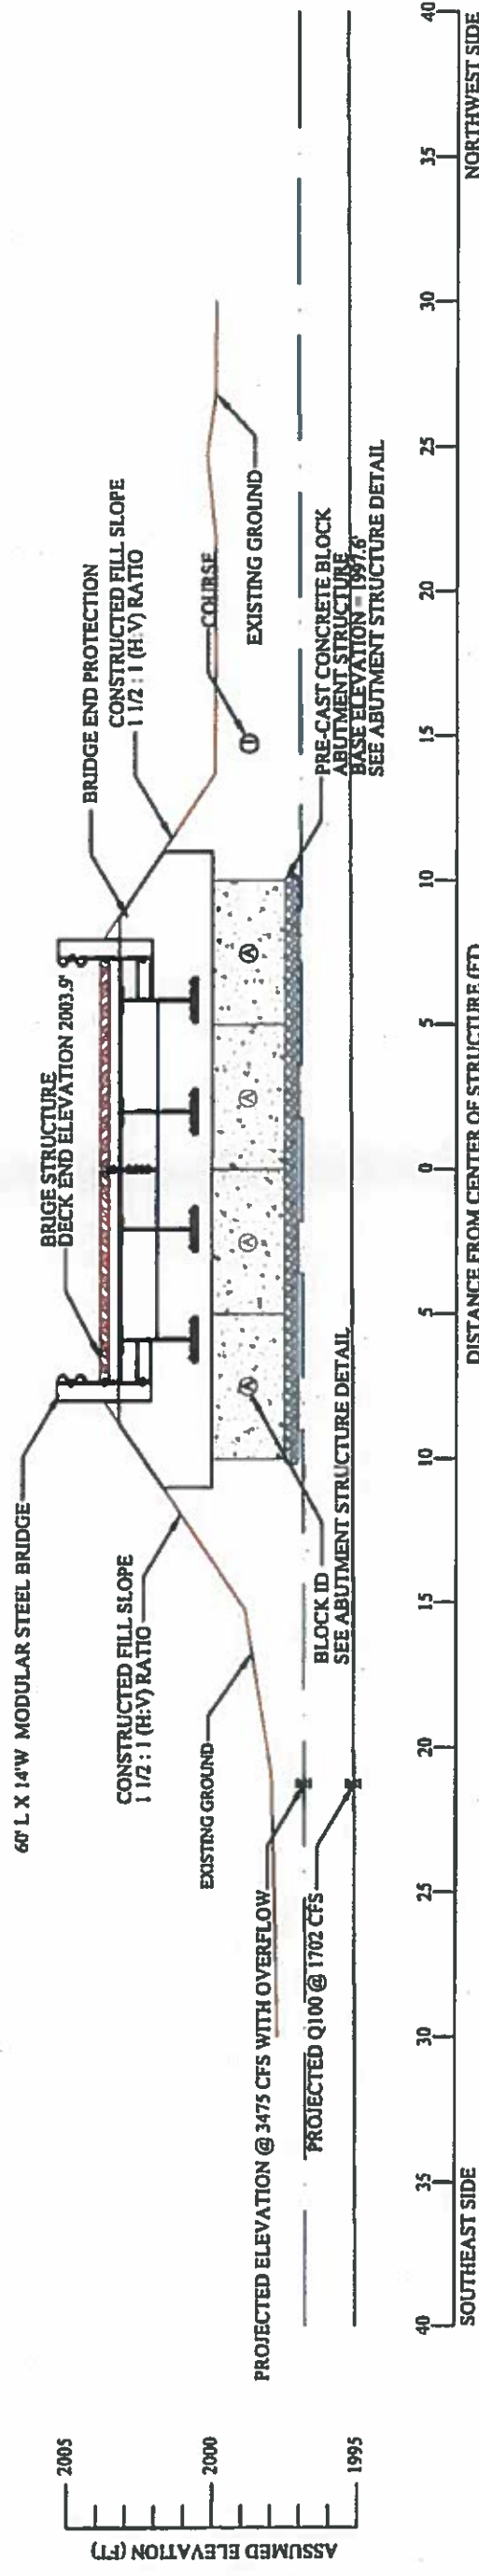 60' L X 14'W MODULAR STEEL BRIDGE
BRIGE STRUCTURE
DECK END ELEVATION 2003.9'
BRIDGE END PROTECTION
CONSTRUCTED FILL SLOPE
1 1/2 : 1 (H:V) RATIO
CONSTRUCTED FILL SLOPE
1 1/2 : 1 (H:V) RATIO
EXISTING GROUND
COURSE
1
EXISTING GROUND
A
A
A
A
PROJECTED ELEVATION @ 3475 CFS WITH OVERFLOW
PROJECTED Q100 @ 1702 CFS
BLOCK ID
SEE ABUTMENT STRUCTURE DETAIL
PRE-CAST CONCRETE BLOCK
ABUTMENT STRUCTURE
BASE ELEVATION = 1997.6'
SEE ABUTMENT STRUCTURE DETAIL
ASSUMED ELEVATION (FT)
2005
2000
1995
40 35 30 25 20 15 10 5 0 5 10 15 20 25 30 35 40
SOUTHEAST SIDE
DISTANCE FROM CENTER OF STRUCTURE (FT)
NORTHWEST SIDE